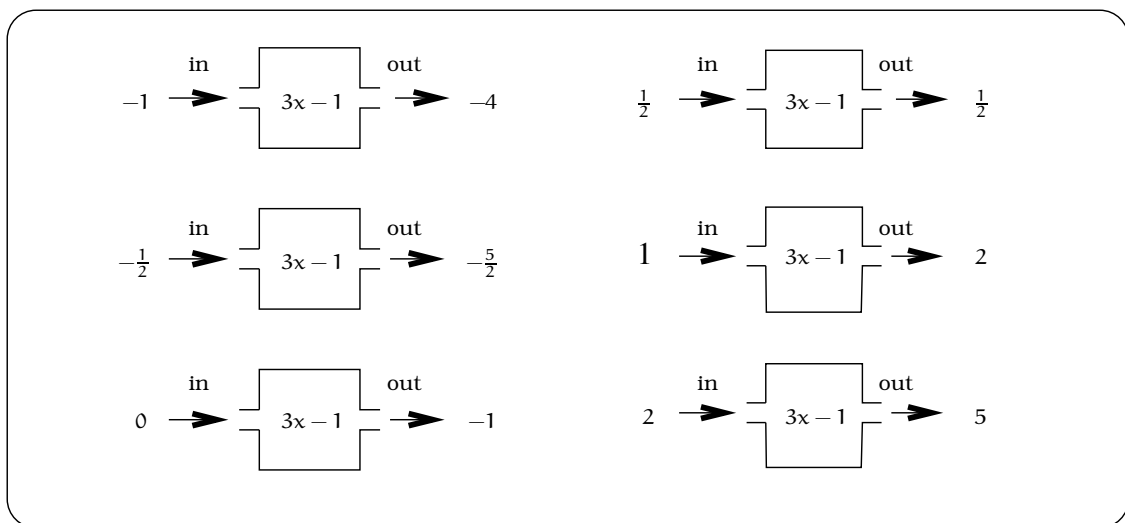 in out
−1 3x − 1 −4
in out
1/2 3x − 1 1/2
in out
−1/2 3x − 1 −5/2
in out
1 3x − 1 2
in out
0 3x − 1 −1
in out
2 3x − 1 5